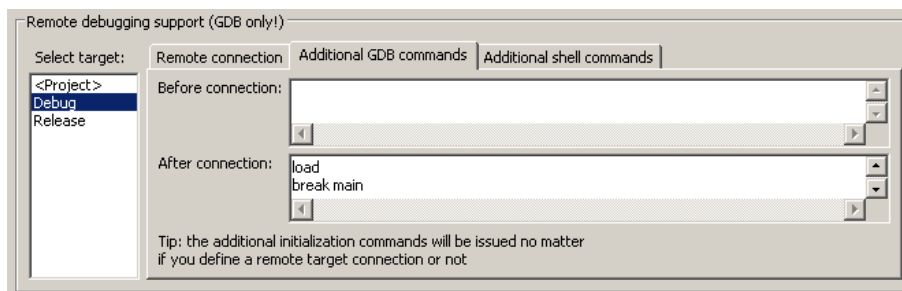 Remote debugging support (GDB only!)
Select target:
<Project>
Debug
Release
Remote connection
Additional GDB commands
Additional shell commands
Before connection:
After connection:
load
break main
Tip: the additional initialization commands will be issued no matter
if you define a remote target connection or not